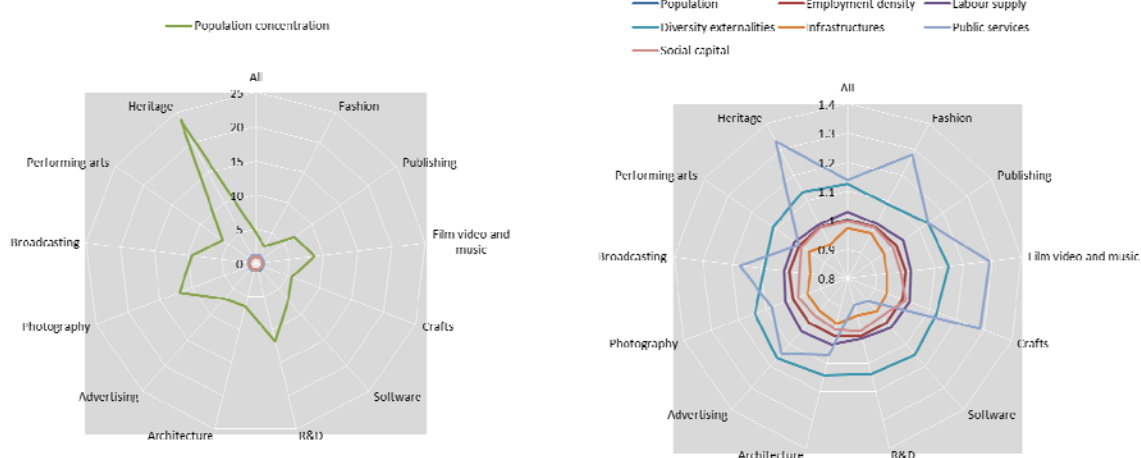 Population concentration
All
Fashion
Publishing
Film video and
music
Crafts
Software
R&D
Architecture
Advertising
Photography
Broadcasting
Performing arts
Heritage
25
20
15
10
5
0
Population
Employment density
Labour supply
Diversity externalities
Infrastructures
Public services
Social capital
All
Fashion
Publishing
Film video and music
Crafts
Software
R&D
Architecture
Advertising
Photography
Broadcasting
Performing arts
Heritage
1.4
1.3
1.2
1.1
1
0.9
0.8